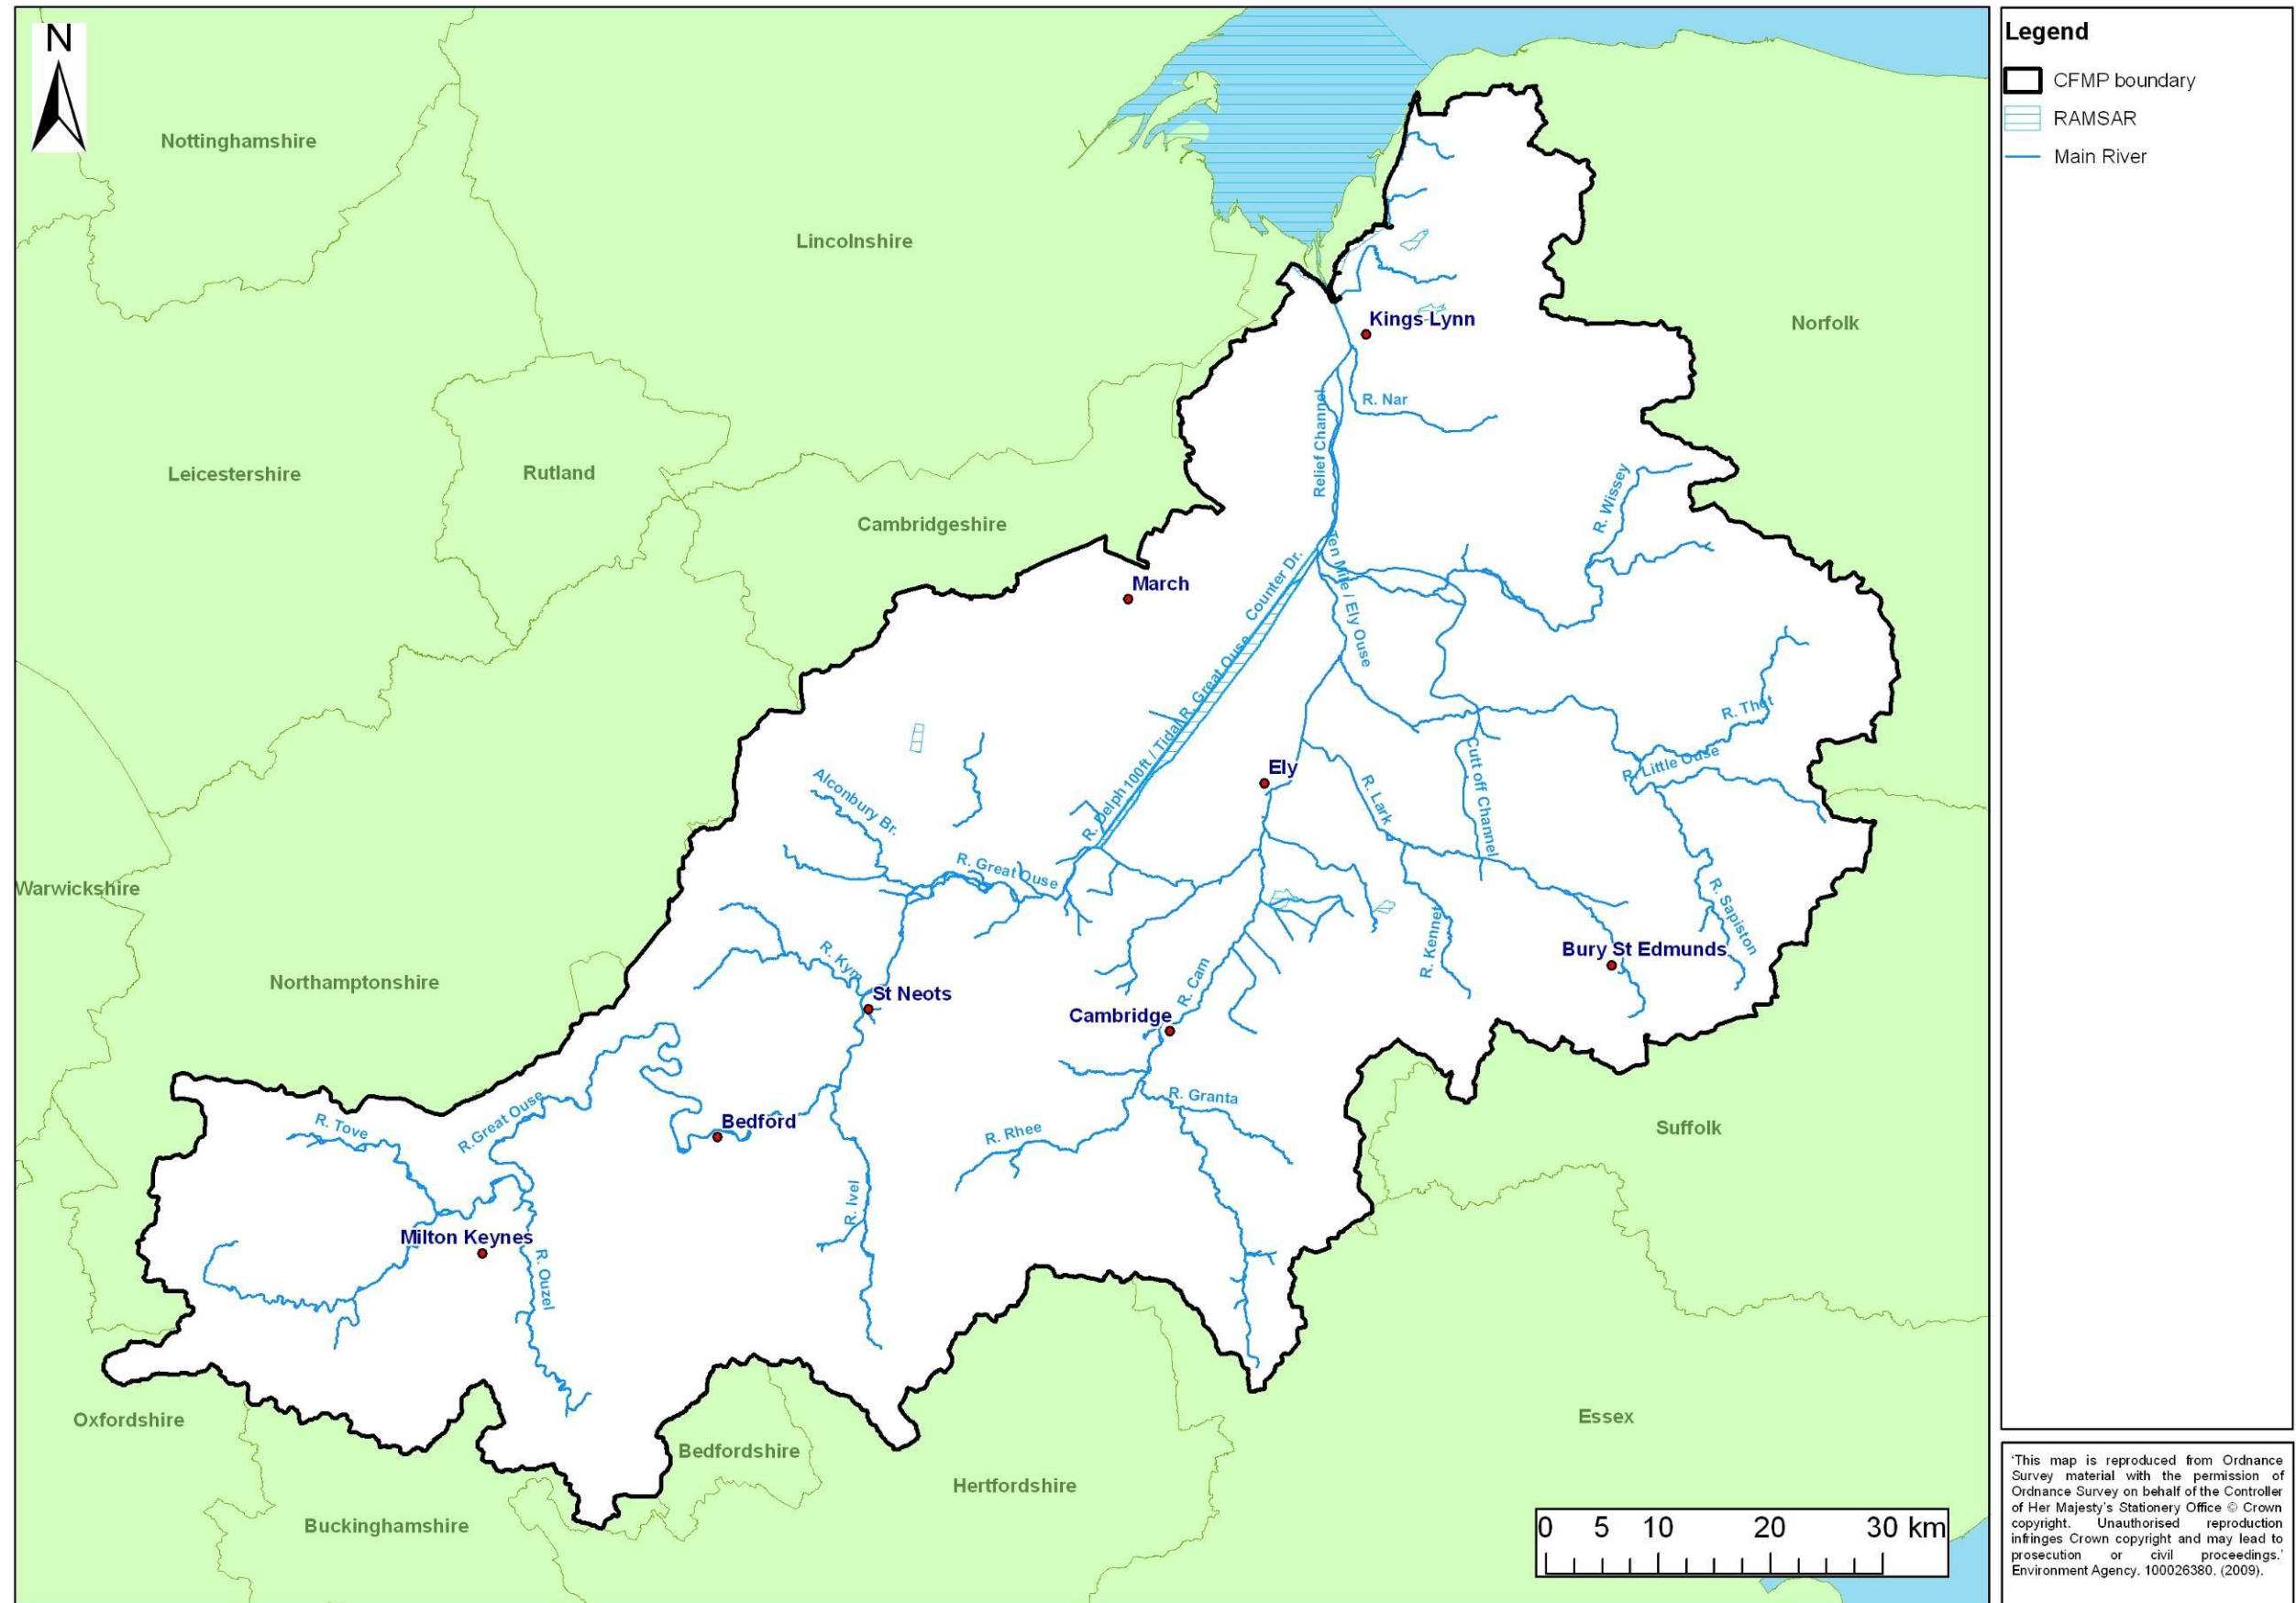 N
Nottinghamshire
Lincolnshire
Norfolk
Kings Lynn
R. Nar
Relief Channel
Leicestershire
Rutland
Cambridgeshire
R. Wissey
March
Counter Dr.
Ten Mile / Ely Ouse
R. Delph 100ft / Tidal R. Great Ouse
R. Thet
R. Little Ouse
Ely
Cutt off Channel
R. Lark
Alconbury Br.
R. Great Ouse
Warwickshire
R. Sapiston
R. Kennet
Bury St Edmunds
Northamptonshire
R. Kym
St Neots
R. Cam
Cambridge
R. Granta
R. Rhee
Suffolk
R.Great Ouse
R. Tove
Bedford
R. Ivel
Milton Keynes
R. Ouzel
Oxfordshire
Bedfordshire
Essex
Hertfordshire
Buckinghamshire
0 5 10 20 30 km
Legend
CFMP boundary
RAMSAR
Main River
'This map is reproduced from Ordnance
Survey material with the permission of
Ordnance Survey on behalf of the Controller
of Her Majesty's Stationery Office © Crown
copyright. Unauthorised reproduction
infringes Crown copyright and may lead to
prosecution or civil proceedings.'
Environment Agency. 100026380. (2009).